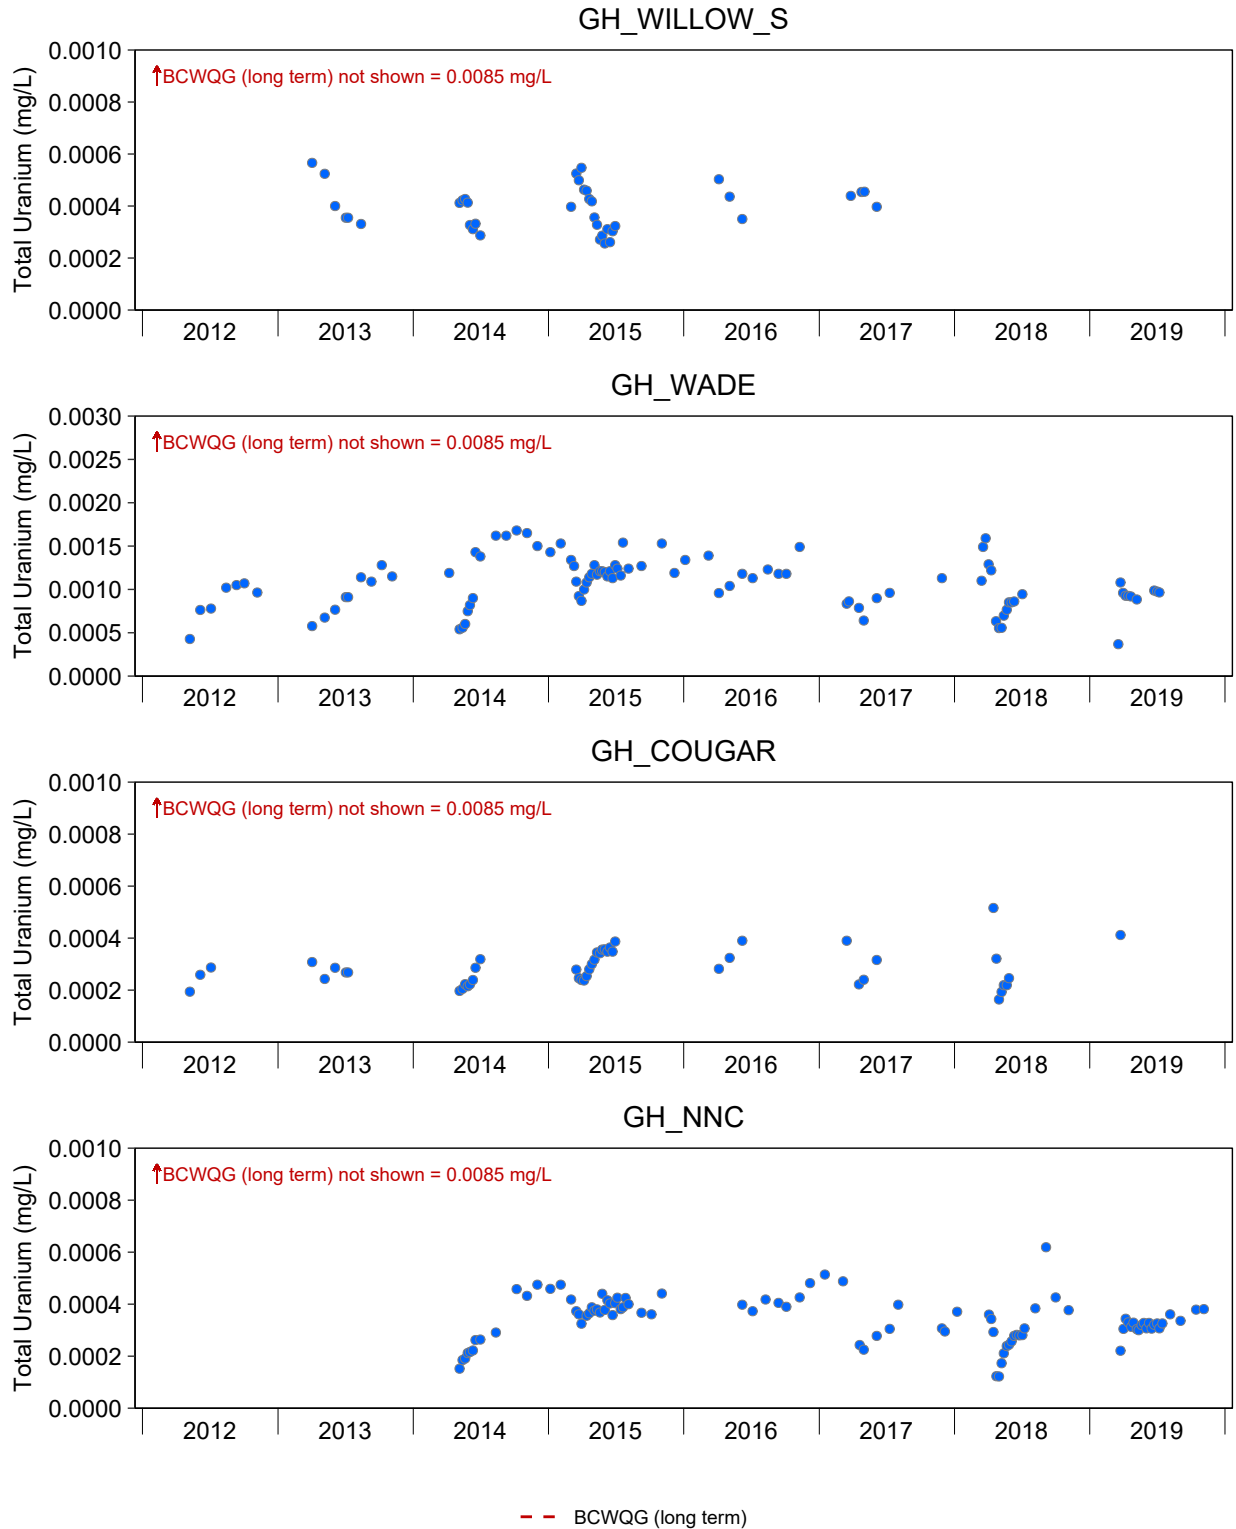 GH_WILLOW_S
Total Uranium (mg/L)
0.0010
0.0008
0.0006
0.0004
0.0002
0.0000
BCWQG (long term) not shown = 0.0085 mg/L
2012 2013 2014 2015 2016 2017 2018 2019
GH_WADE
Total Uranium (mg/L)
0.0030
0.0025
0.0020
0.0015
0.0010
0.0005
0.0000
BCWQG (long term) not shown = 0.0085 mg/L
2012 2013 2014 2015 2016 2017 2018 2019
GH_COUGAR
Total Uranium (mg/L)
0.0010
0.0008
0.0006
0.0004
0.0002
0.0000
BCWQG (long term) not shown = 0.0085 mg/L
2012 2013 2014 2015 2016 2017 2018 2019
GH_NNC
Total Uranium (mg/L)
0.0010
0.0008
0.0006
0.0004
0.0002
0.0000
BCWQG (long term) not shown = 0.0085 mg/L
2012 2013 2014 2015 2016 2017 2018 2019
BCWQG (long term)